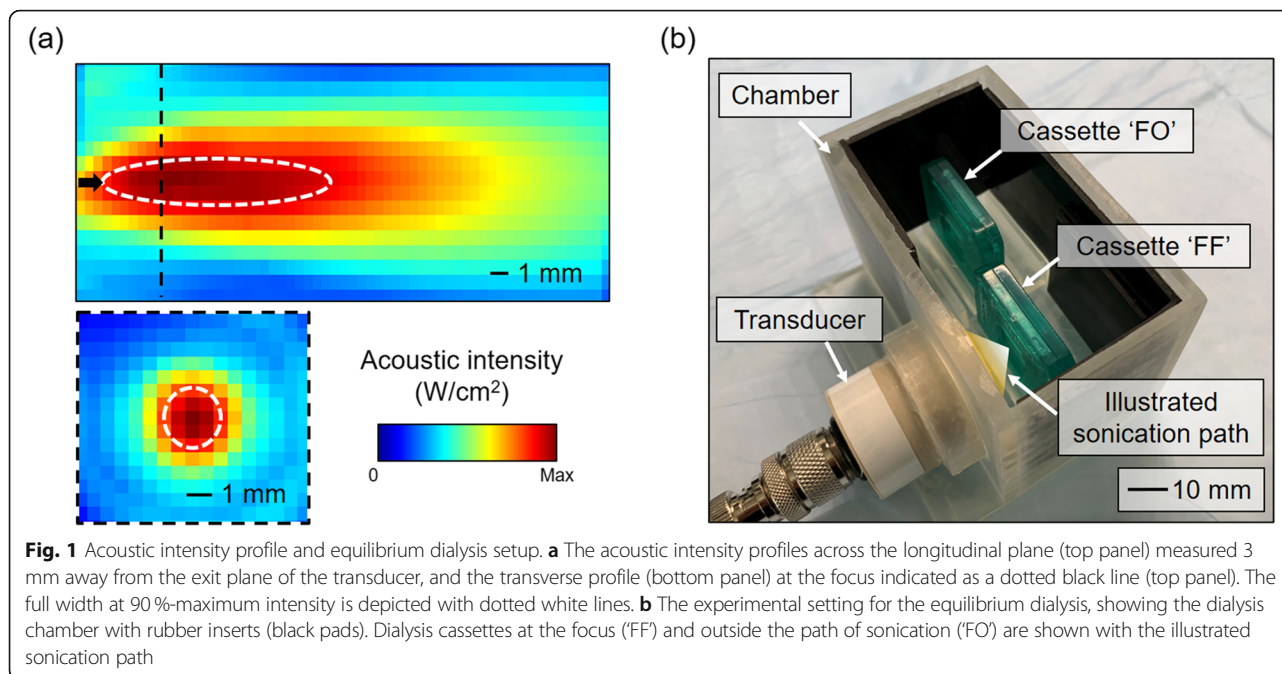 (a)
1 mm
1 mm
Acoustic intensity
(W/cm²)
0
Max
(b)
Chamber
Cassette 'FO'
Cassette 'FF'
Transducer
Illustrated
sonication path
10 mm
Fig. 1 Acoustic intensity profile and equilibrium dialysis setup. a The acoustic intensity profiles across the longitudinal plane (top panel) measured 3
mm away from the exit plane of the transducer, and the transverse profile (bottom panel) at the focus indicated as a dotted black line (top panel). The
full width at 90 %-maximum intensity is depicted with dotted white lines. b The experimental setting for the equilibrium dialysis, showing the dialysis
chamber with rubber inserts (black pads). Dialysis cassettes at the focus ('FF') and outside the path of sonication ('FO') are shown with the illustrated
sonication path